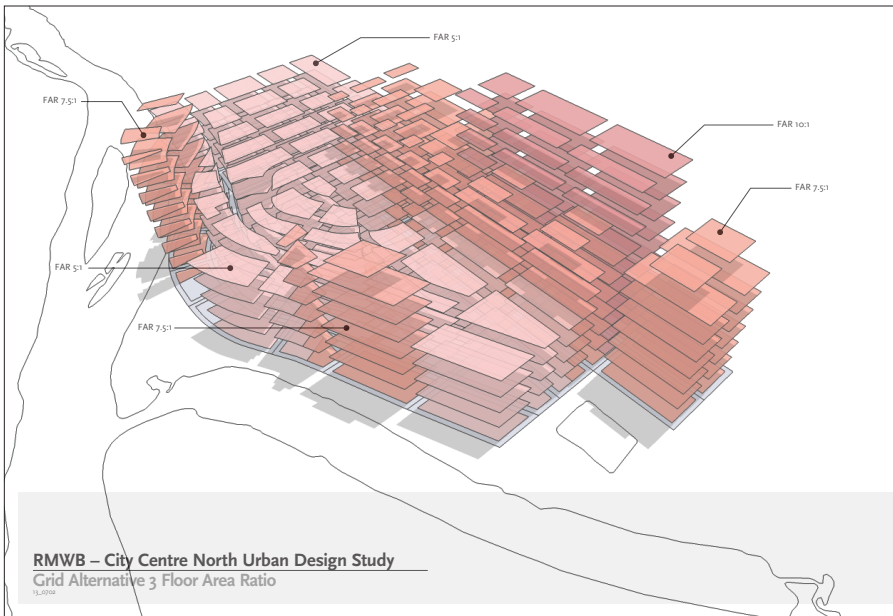 FAR 5:1
FAR 7.5:1
FAR 10:1
FAR 7.5:1
FAR 5:1
FAR 7.5:1
RMWB – City Centre North Urban Design Study
Grid Alternative 3 Floor Area Ratio
13_0702